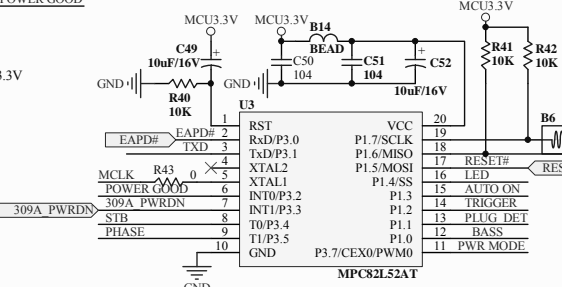 POWER GOOD
MCU3.3V
MCU3.3V MCU3.3V
B14
C49 BEAD R41 R42
10uF/16V C50 C51 C52 10K 10K
3.3V 104 104
GND GND 10uF/16V
R40
10K U3 B6
1 RST VCC 20
EAPD# EAPD# 2 RxD/P3.0 P1.7/SCLK 19
TXD 3 TxD/P3.1 P1.6/MISO 18
4 XTAL2 P1.5/MOSI 17 RESET# RES
MCLK R43 0 5 XTAL1 P1.4/SS 16 LED
POWER GOOD 6 INT0/P3.2 P1.3 15 AUTO ON
309A_PWRDN 309A_PWRDN 7 INT1/P3.3 P1.2 14 TRIGGER
STB 8 T0/P3.4 P1.1 13 PLUG DET
PHASE 9 T1/P3.5 P1.0 12 BASS
10 GND P3.7/CEX0/PWM0 11 PWR MODE
MPC82L52AT
GND